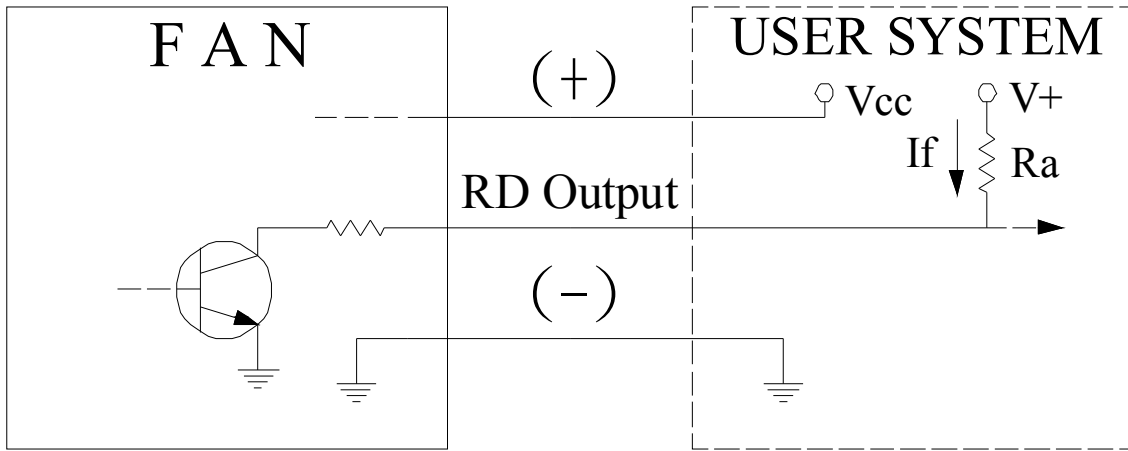 F A N
USER SYSTEM
(+)
Vcc
V+
If
Ra
RD Output
(−)